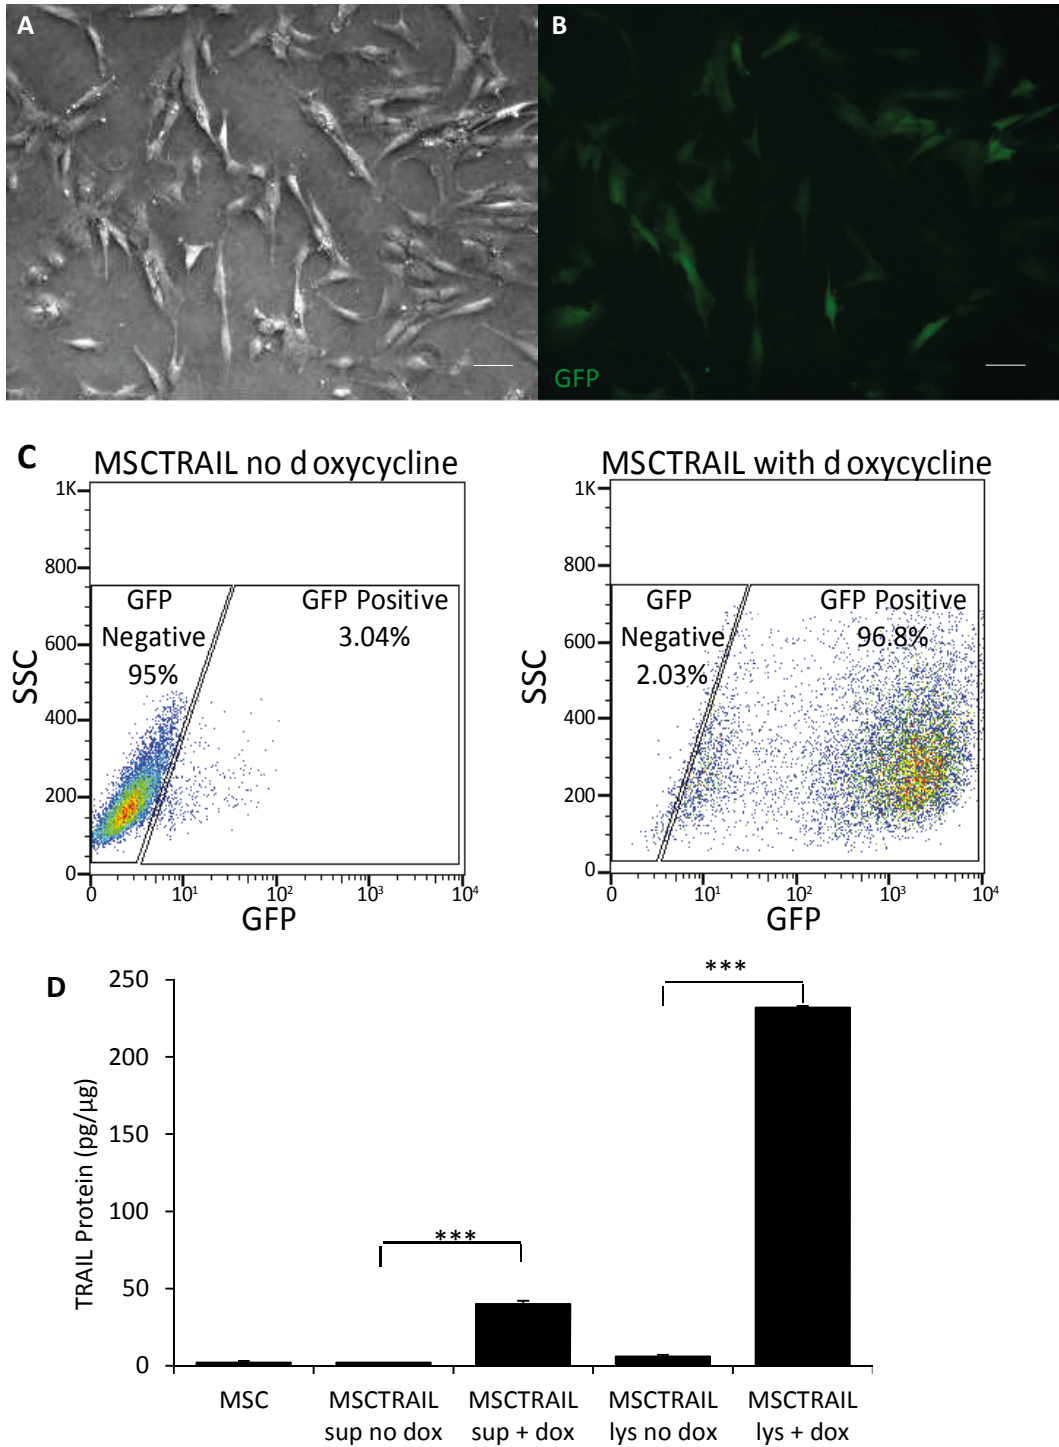 A
B
GFP
C
MSCTRAIL no doxycycline
MSCTRAIL with doxycycline
1K
800
600
400
200
0
SSC
GFP
Negative
95%
GFP Positive
3.04%
0
10¹
10²
10³
10⁴
GFP
1K
800
600
400
200
0
SSC
GFP
Negative
2.03%
GFP Positive
96.8%
0
10¹
10²
10³
10⁴
GFP
D
250
200
150
100
50
0
TRAIL Protein (pg/µg)
***
***
MSC
MSCTRAIL
sup no dox
MSCTRAIL
sup + dox
MSCTRAIL
lys no dox
MSCTRAIL
lys + dox